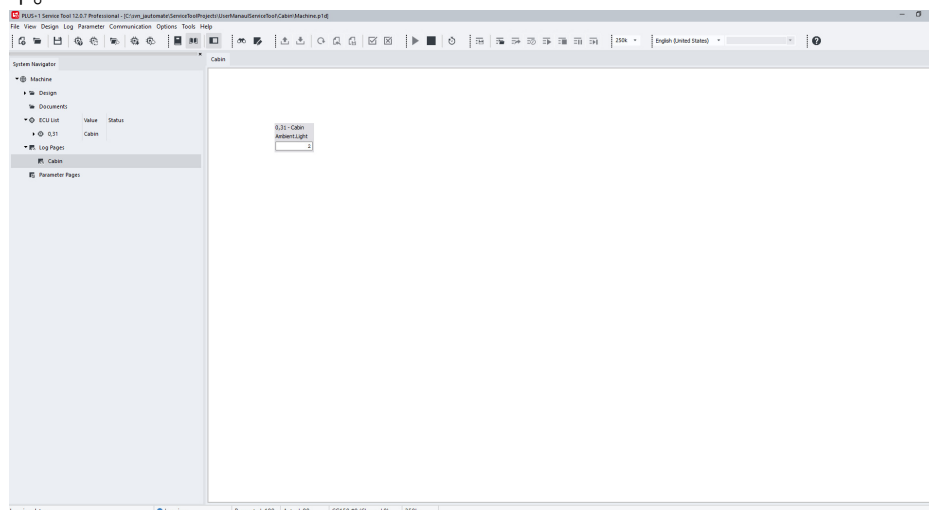 PLUS+1 Service Tool 12.0.7 Professional - [C:\svn_jautomate\ServiceToolProjects\UserManaulServiceTool\Cabin\Machine.p1d]
File View Design Log Parameter Communication Options Tools Help
250k English (United States)
System Navigator
Cabin
Machine
Design
Documents
ECU List Value Status
0,31 Cabin
Log Pages
Cabin
Parameter Pages
0,31 - Cabin
Ambient.Light